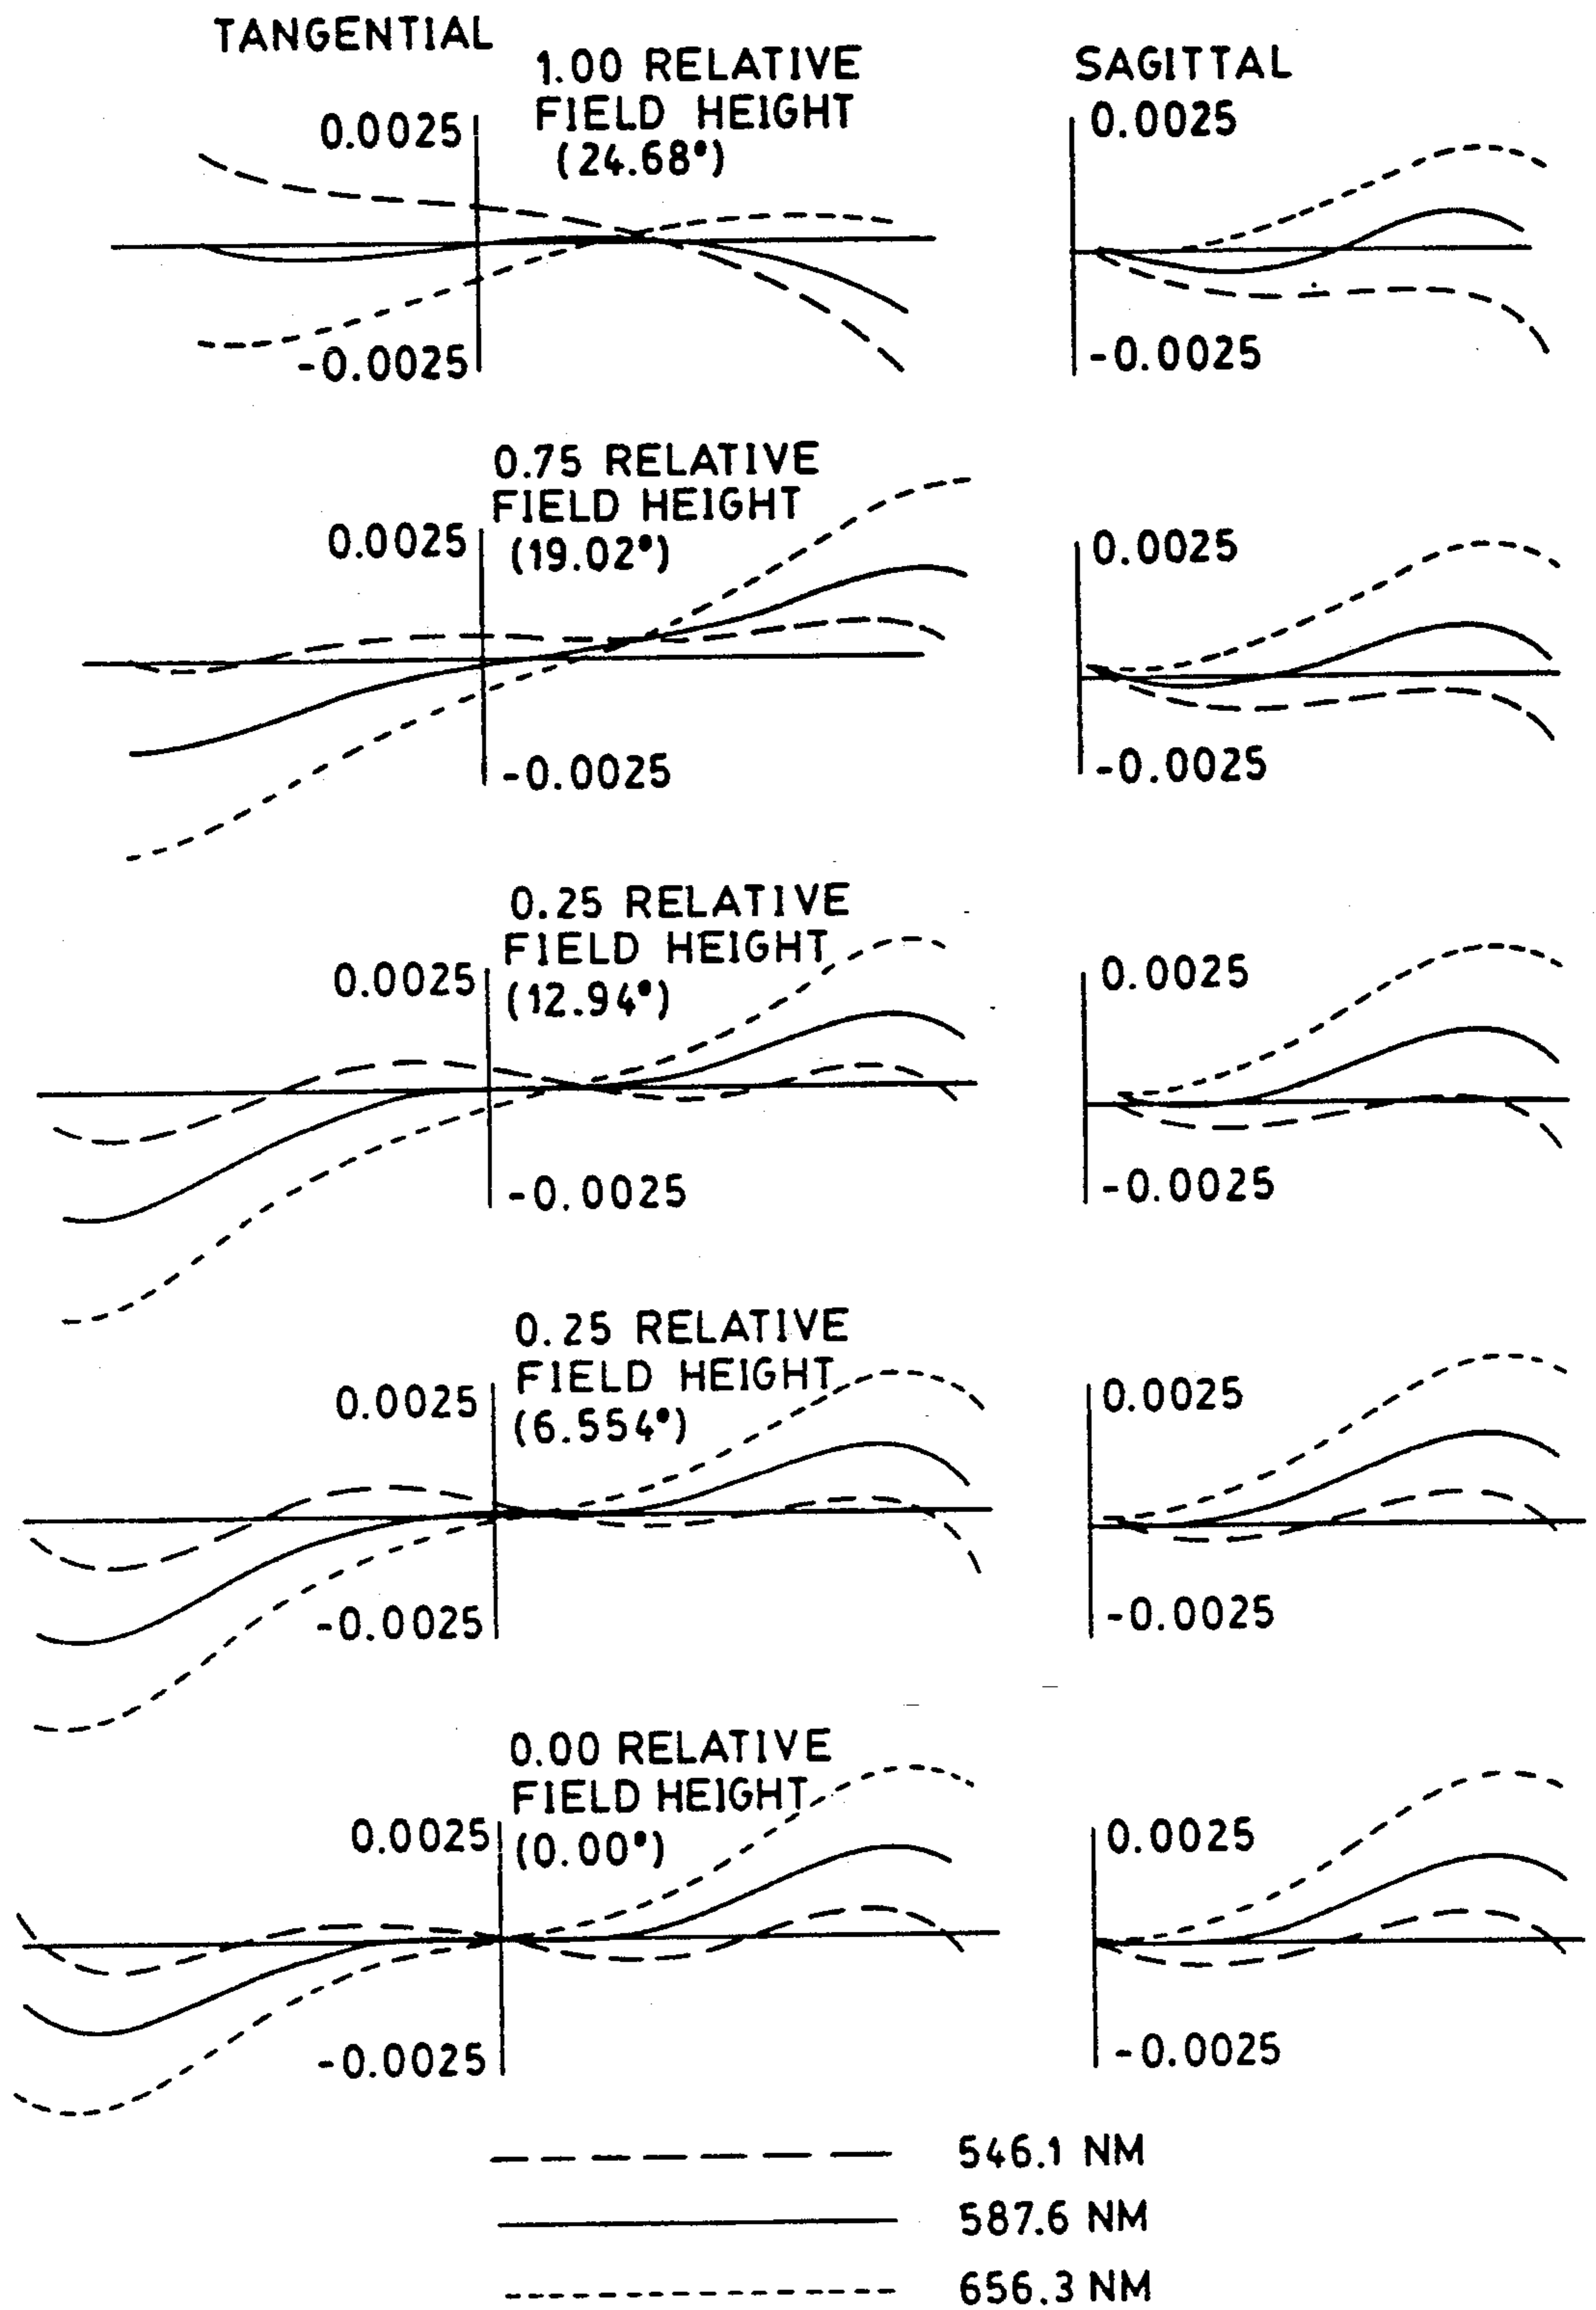 TANGENTIAL
1.00 RELATIVE
FIELD HEIGHT
(24.68°)
SAGITTAL
0.0025
-0.0025
0.0025
-0.0025
0.75 RELATIVE
FIELD HEIGHT
(19.02°)
0.0025
-0.0025
0.0025
-0.0025
0.25 RELATIVE
FIELD HEIGHT
(12.94°)
0.0025
-0.0025
0.0025
-0.0025
0.25 RELATIVE
FIELD HEIGHT
(6.554°)
0.0025
-0.0025
0.0025
-0.0025
0.00 RELATIVE
FIELD HEIGHT
(0.00°)
0.0025
-0.0025
0.0025
-0.0025
546.1 NM
587.6 NM
656.3 NM